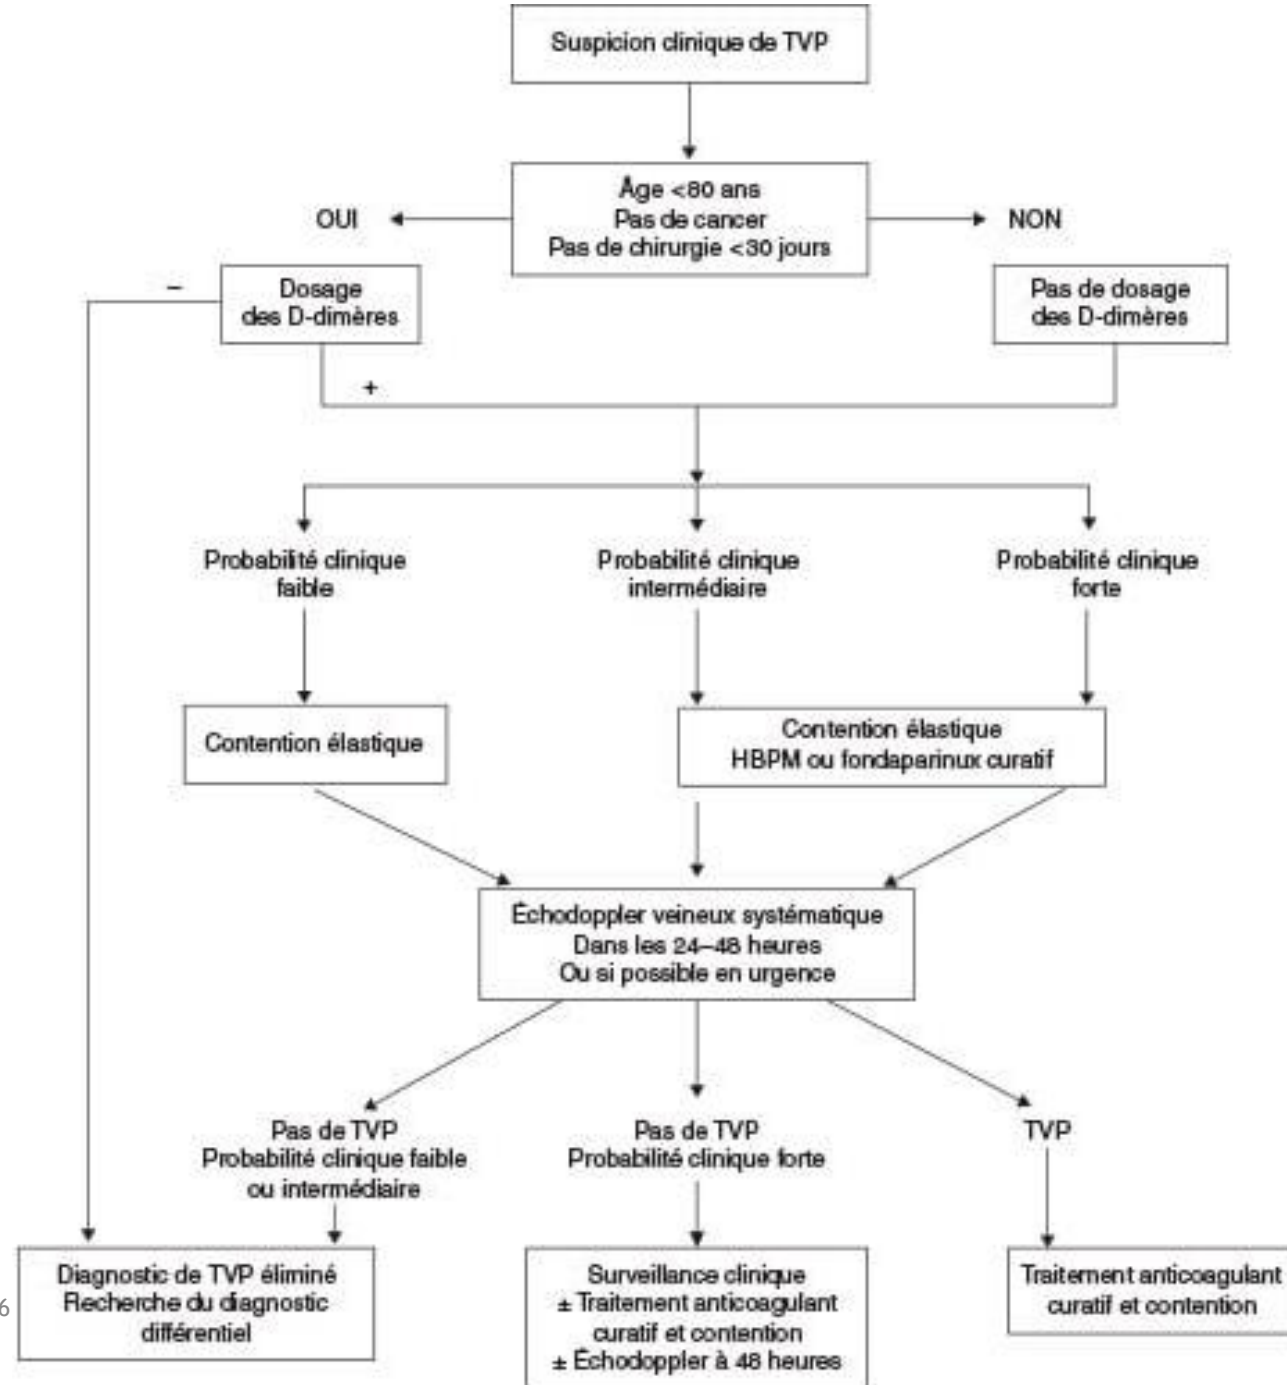 Suspicion clinique de TVP
Âge <80 ans
Pas de cancer
Pas de chirurgie <30 jours
OUI
NON
–
Dosage
des D-dimères
Pas de dosage
des D-dimères
+
Probabilité clinique
faible
Probabilité clinique
intermédiaire
Probabilité clinique
forte
Contention élastique
Contention élastique
HBPM ou fondaparinux curatif
Échodoppler veineux systématique
Dans les 24–48 heures
Ou si possible en urgence
Pas de TVP
Probabilité clinique faible
ou intermédiaire
Pas de TVP
Probabilité clinique forte
TVP
Diagnostic de TVP éliminé
Recherche du diagnostic
différentiel
Surveillance clinique
± Traitement anticoagulant
curatif et contention
± Échodoppler à 48 heures
Traitement anticoagulant
curatif et contention
6